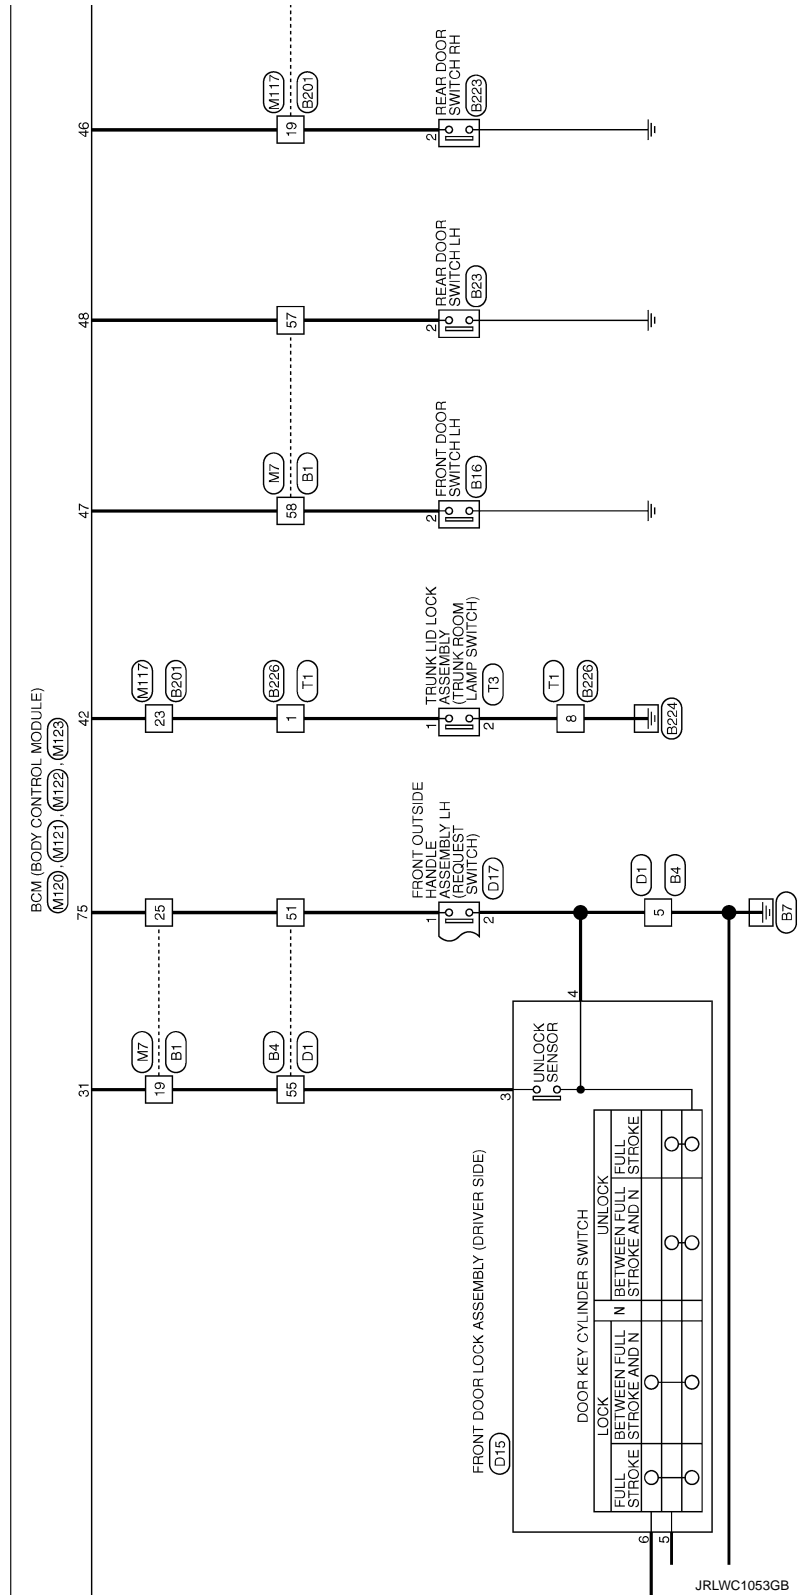 BCM (BODY CONTROL MODULE)
M120 , M121 , M122 , M123
31
75
42
47
48
46
M7
19
B1
25
M117
23
B201
B4
55
D1
51
B226
1
T1
M7
58
B1
57
M117
19
B201
FRONT DOOR LOCK ASSEMBLY (DRIVER SIDE)
D15
3
UNLOCK
SENSOR
4
DOOR KEY CYLINDER SWITCH
LOCK
N
UNLOCK
FULL
STROKE
BETWEEN FULL
STROKE AND N
BETWEEN FULL
STROKE AND N
FULL
STROKE
6
5
FRONT OUTSIDE
HANDLE
ASSEMBLY LH
(REQUEST
SWITCH)
D17
1
2
D1
5
B4
B7
TRUNK LID LOCK
ASSEMBLY
(TRUNK ROOM
LAMP SWITCH)
T3
1
2
T1
8
B226
B224
FRONT DOOR
SWITCH LH
B16
2
REAR DOOR
SWITCH LH
B23
2
REAR DOOR
SWITCH RH
B223
2
JRLWC1053GB